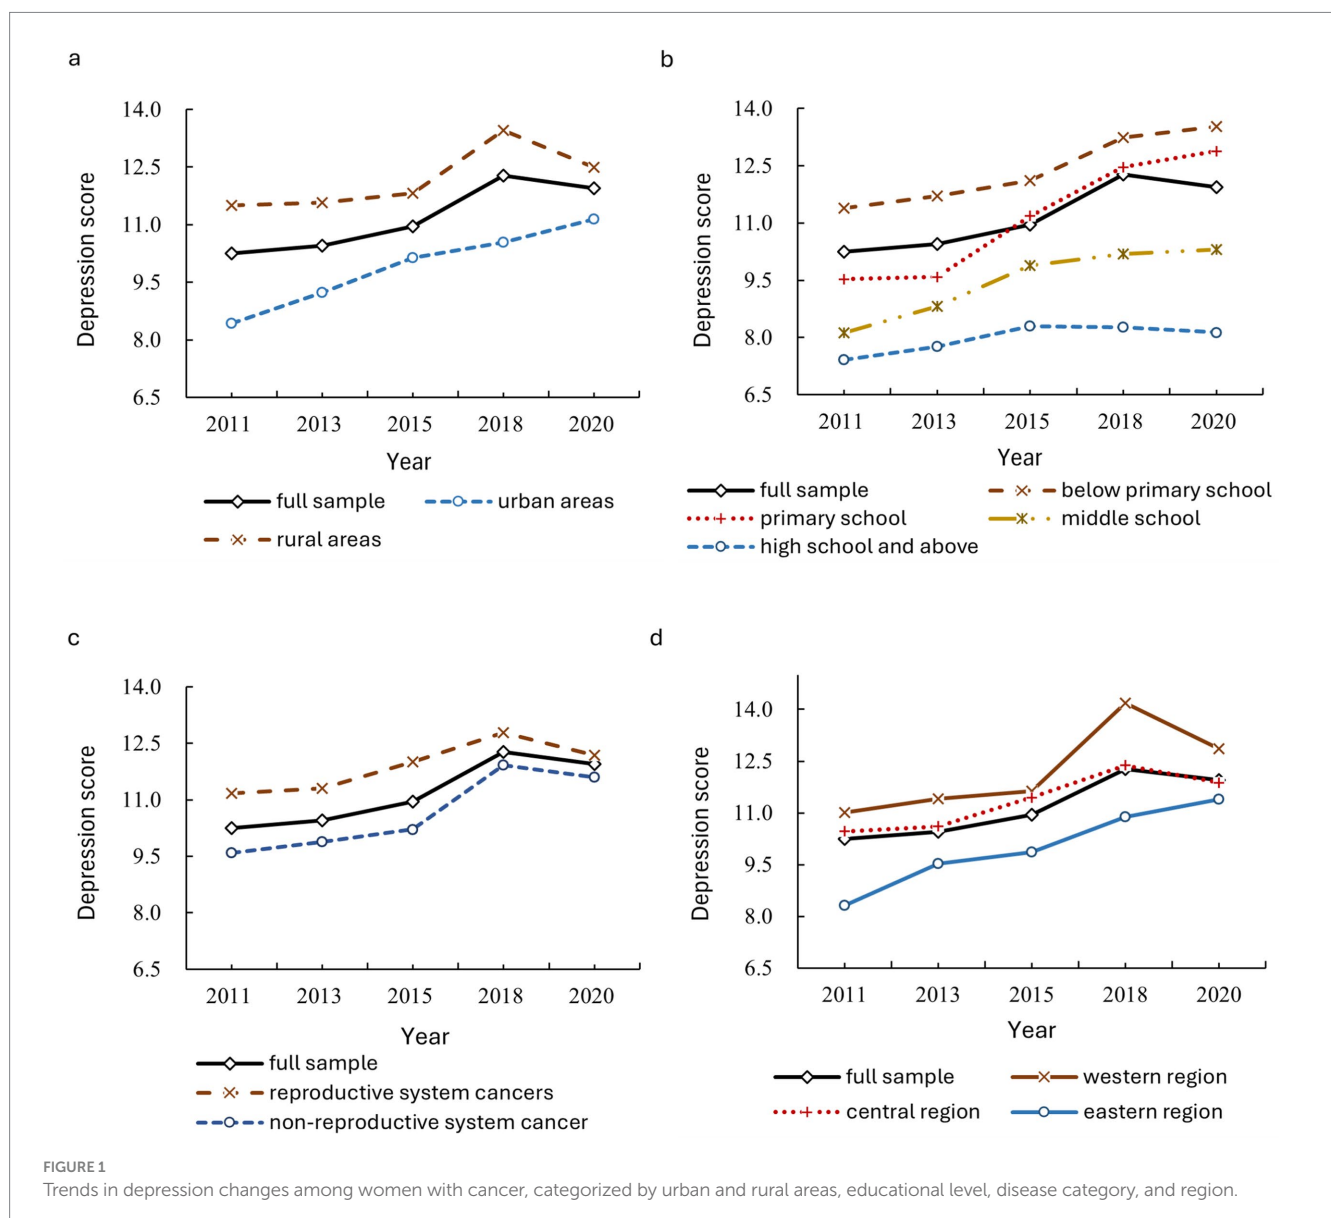 a
14.0
12.5
11.0
9.5
8.0
6.5
Depression score
2011 2013 2015 2018 2020
Year
full sample urban areas
rural areas
b
14.0
12.5
11.0
9.5
8.0
6.5
Depression score
2011 2013 2015 2018 2020
Year
full sample below primary school
primary school middle school
high school and above
c
14.0
12.5
11.0
9.5
8.0
6.5
Depression score
2011 2013 2015 2018 2020
Year
full sample
reproductive system cancers
non-reproductive system cancer
d
14.0
12.5
11.0
9.5
8.0
6.5
Depression score
2011 2013 2015 2018 2020
Year
full sample western region
central region eastern region
FIGURE 1
Trends in depression changes among women with cancer, categorized by urban and rural areas, educational level, disease category, and region.